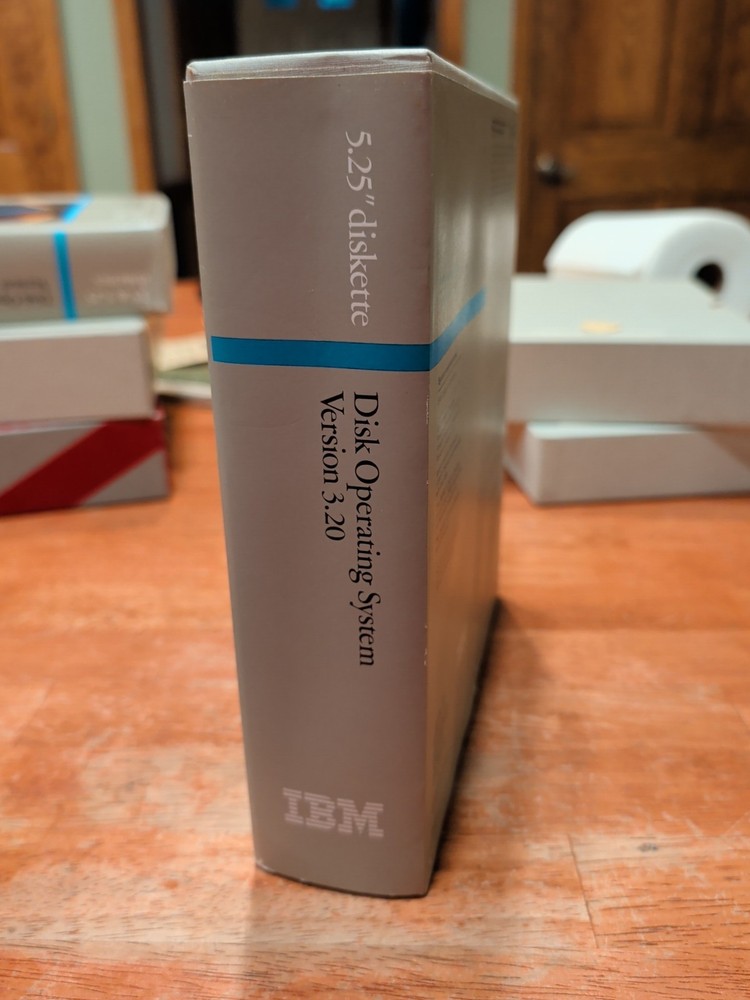 5.25" diskette
Disk Operating System
Version 3.20
IBM